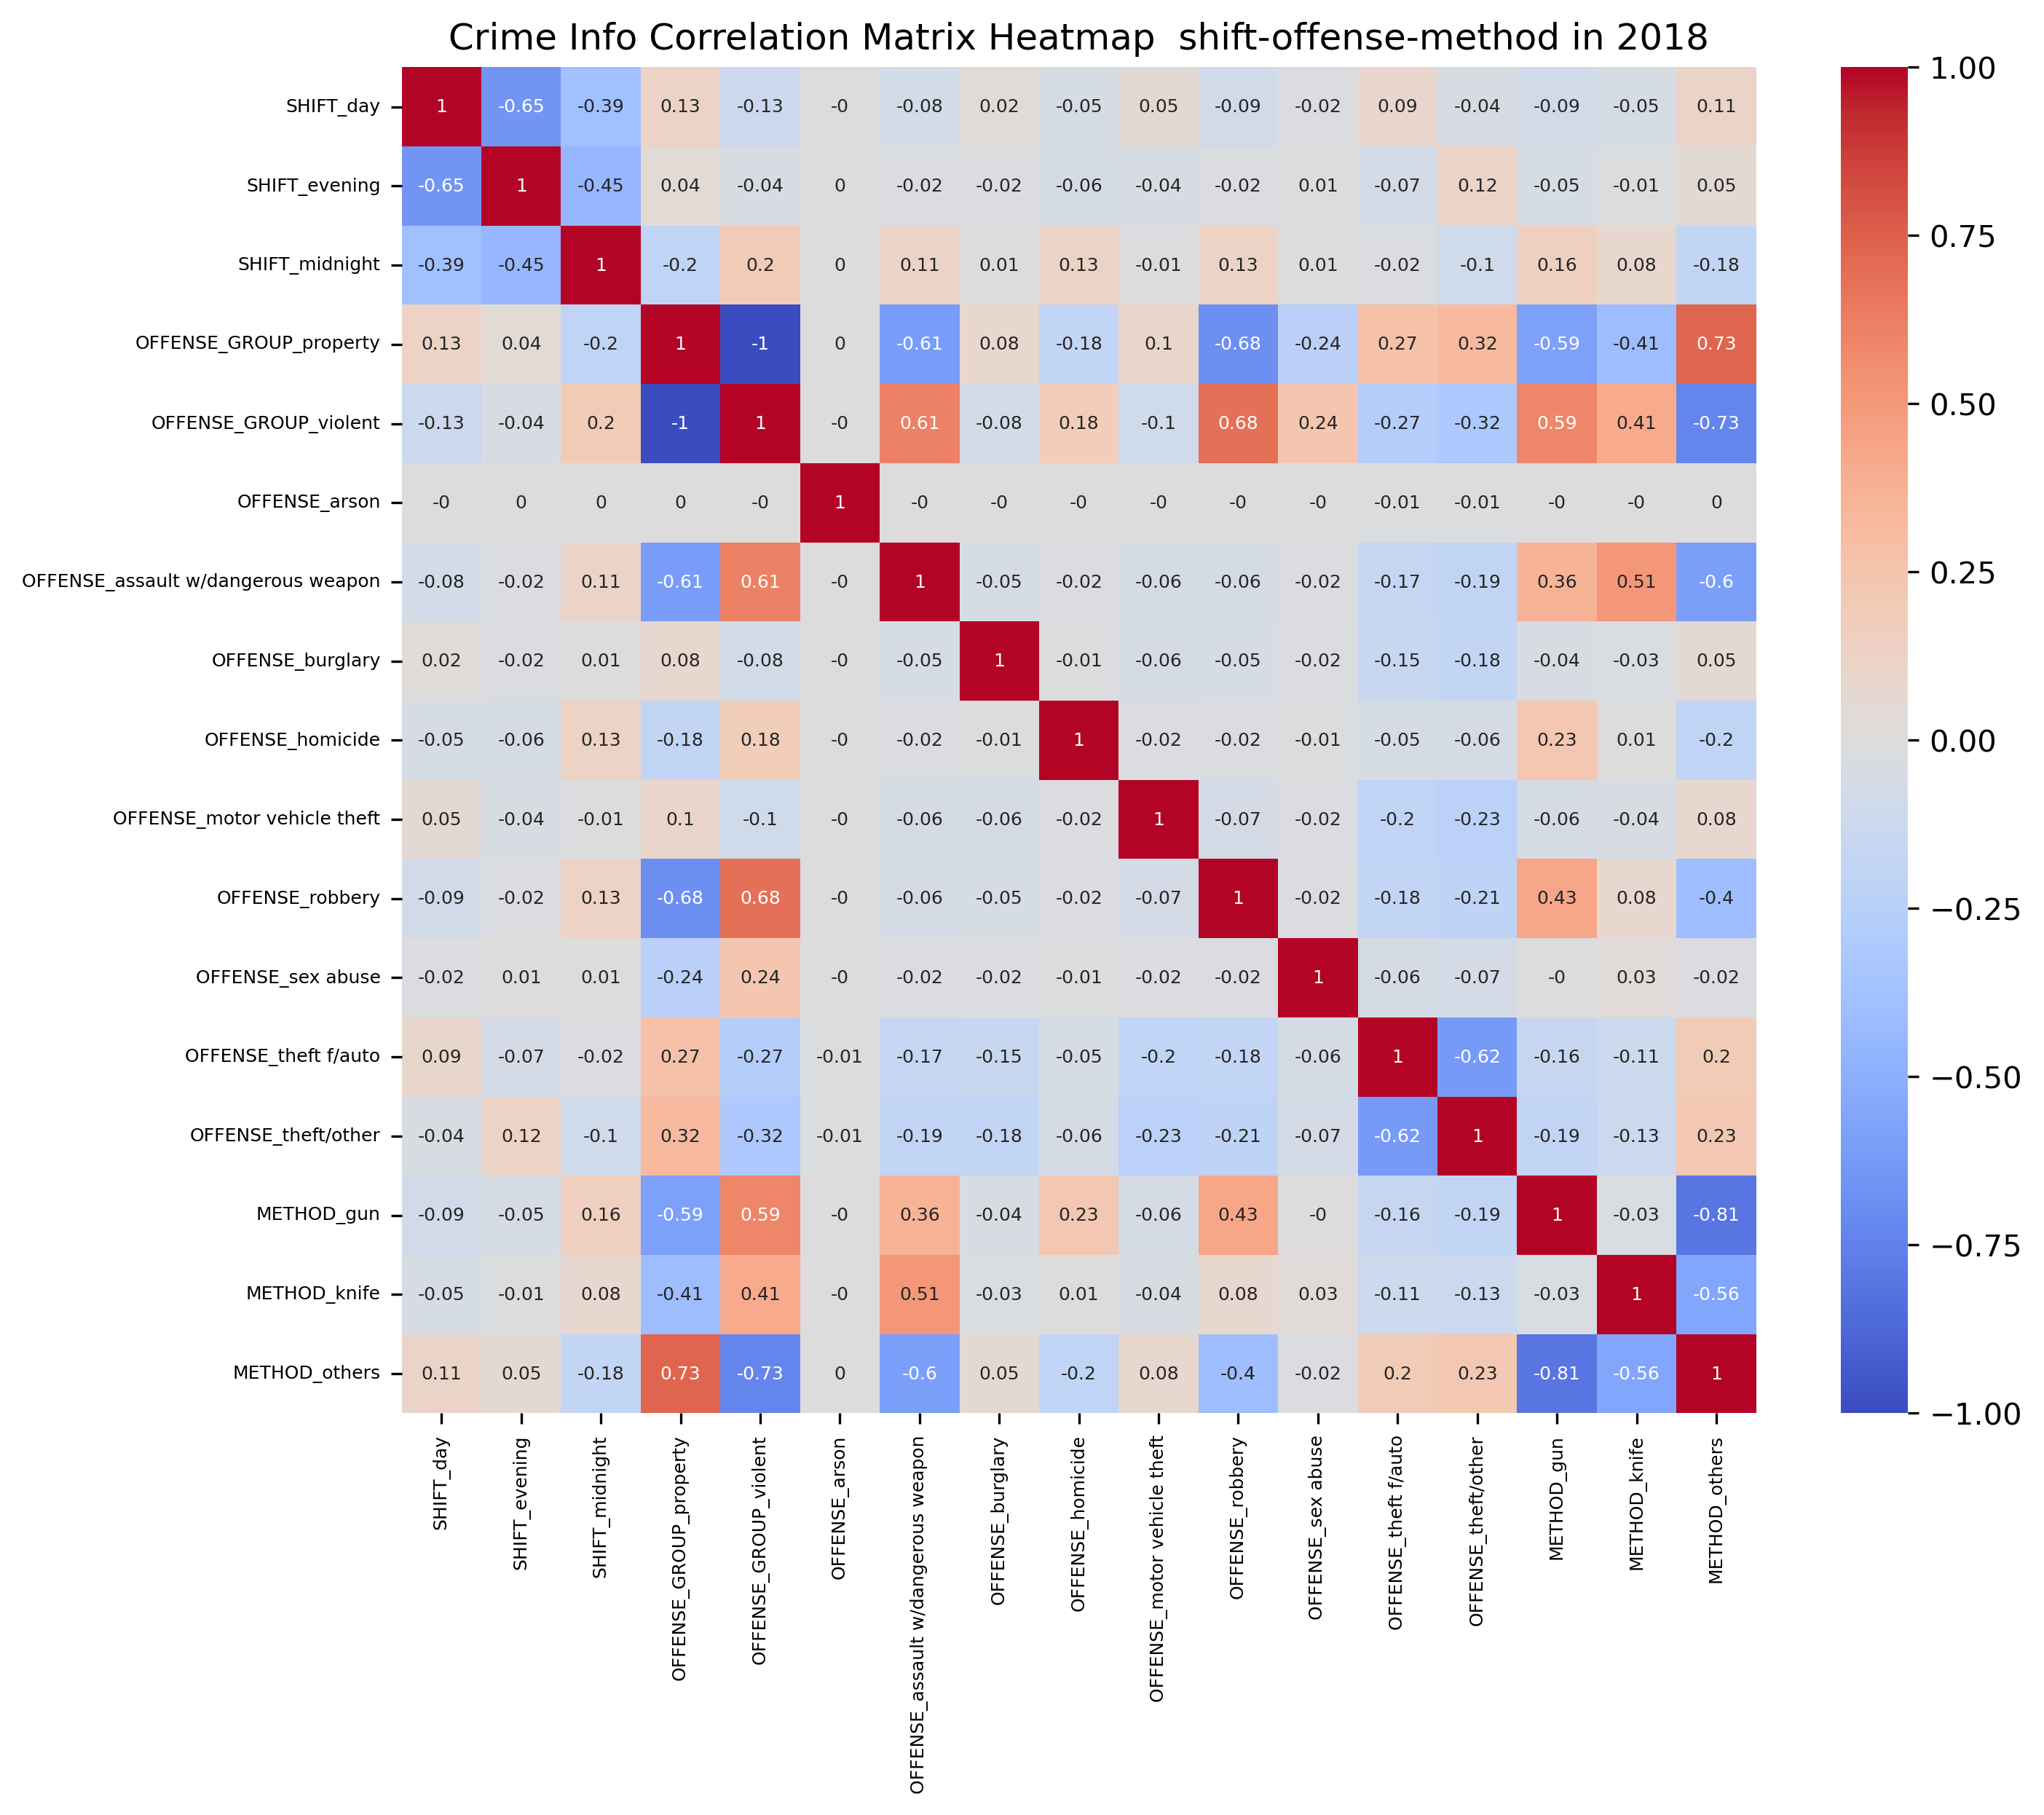 Crime Info Correlation Matrix Heatmap  shift-offense-method in 2018
SHIFT_day 1 -0.65 -0.39 0.13 -0.13 -0 -0.08 0.02 -0.05 0.05 -0.09 -0.02 0.09 -0.04 -0.09 -0.05 0.11
SHIFT_evening -0.65 1 -0.45 0.04 -0.04 0 -0.02 -0.02 -0.06 -0.04 -0.02 0.01 -0.07 0.12 -0.05 -0.01 0.05
SHIFT_midnight -0.39 -0.45 1 -0.2 0.2 0 0.11 0.01 0.13 -0.01 0.13 0.01 -0.02 -0.1 0.16 0.08 -0.18
OFFENSE_GROUP_property 0.13 0.04 -0.2 1 -1 0 -0.61 0.08 -0.18 0.1 -0.68 -0.24 0.27 0.32 -0.59 -0.41 0.73
OFFENSE_GROUP_violent -0.13 -0.04 0.2 -1 1 -0 0.61 -0.08 0.18 -0.1 0.68 0.24 -0.27 -0.32 0.59 0.41 -0.73
OFFENSE_arson -0 0 0 0 -0 1 -0 -0 -0 -0 -0 -0 -0.01 -0.01 -0 -0 0
OFFENSE_assault w/dangerous weapon -0.08 -0.02 0.11 -0.61 0.61 -0 1 -0.05 -0.02 -0.06 -0.06 -0.02 -0.17 -0.19 0.36 0.51 -0.6
OFFENSE_burglary 0.02 -0.02 0.01 0.08 -0.08 -0 -0.05 1 -0.01 -0.06 -0.05 -0.02 -0.15 -0.18 -0.04 -0.03 0.05
OFFENSE_homicide -0.05 -0.06 0.13 -0.18 0.18 -0 -0.02 -0.01 1 -0.02 -0.02 -0.01 -0.05 -0.06 0.23 0.01 -0.2
OFFENSE_motor vehicle theft 0.05 -0.04 -0.01 0.1 -0.1 -0 -0.06 -0.06 -0.02 1 -0.07 -0.02 -0.2 -0.23 -0.06 -0.04 0.08
OFFENSE_robbery -0.09 -0.02 0.13 -0.68 0.68 -0 -0.06 -0.05 -0.02 -0.07 1 -0.02 -0.18 -0.21 0.43 0.08 -0.4
OFFENSE_sex abuse -0.02 0.01 0.01 -0.24 0.24 -0 -0.02 -0.02 -0.01 -0.02 -0.02 1 -0.06 -0.07 -0 0.03 -0.02
OFFENSE_theft f/auto 0.09 -0.07 -0.02 0.27 -0.27 -0.01 -0.17 -0.15 -0.05 -0.2 -0.18 -0.06 1 -0.62 -0.16 -0.11 0.2
OFFENSE_theft/other -0.04 0.12 -0.1 0.32 -0.32 -0.01 -0.19 -0.18 -0.06 -0.23 -0.21 -0.07 -0.62 1 -0.19 -0.13 0.23
METHOD_gun -0.09 -0.05 0.16 -0.59 0.59 -0 0.36 -0.04 0.23 -0.06 0.43 -0 -0.16 -0.19 1 -0.03 -0.81
METHOD_knife -0.05 -0.01 0.08 -0.41 0.41 -0 0.51 -0.03 0.01 -0.04 0.08 0.03 -0.11 -0.13 -0.03 1 -0.56
METHOD_others 0.11 0.05 -0.18 0.73 -0.73 0 -0.6 0.05 -0.2 0.08 -0.4 -0.02 0.2 0.23 -0.81 -0.56 1
SHIFT_day
SHIFT_evening
SHIFT_midnight
OFFENSE_GROUP_property
OFFENSE_GROUP_violent
OFFENSE_arson
OFFENSE_assault w/dangerous weapon
OFFENSE_burglary
OFFENSE_homicide
OFFENSE_motor vehicle theft
OFFENSE_robbery
OFFENSE_sex abuse
OFFENSE_theft f/auto
OFFENSE_theft/other
METHOD_gun
METHOD_knife
METHOD_others
1.00
0.75
0.50
0.25
0.00
−0.25
−0.50
−0.75
−1.00